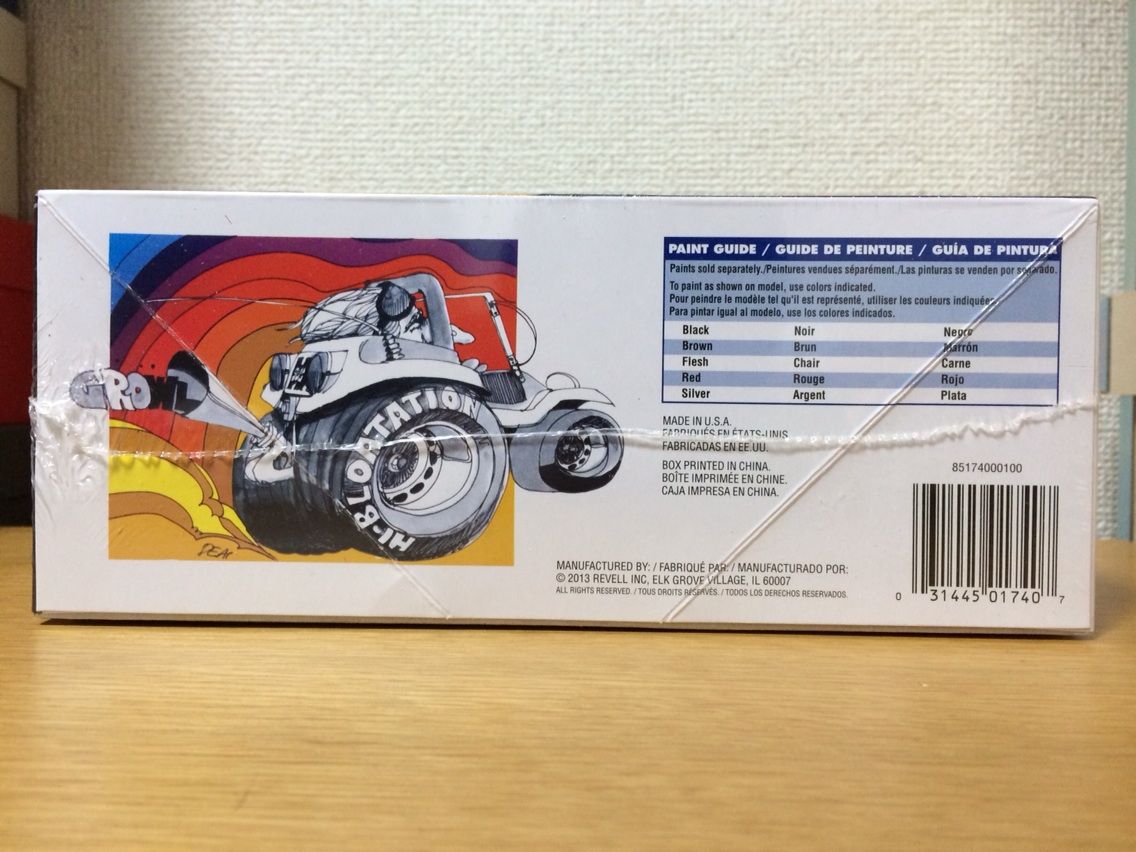 GROWL
HI-FLOATATION
PAINT GUIDE / GUIDE DE PEINTURE / GUÍA DE PINTURA
Paints sold separately./Peintures vendues séparément./Las pinturas se venden por separado.
To paint as shown on model, use colors indicated.
Pour peindre le modèle tel qu'il est représenté, utiliser les couleurs indiquées.
Para pintar igual al modelo, use los colores indicados.
Black Noir Negro
Brown Brun Marrón
Flesh Chair Carne
Red Rouge Rojo
Silver Argent Plata
MADE IN U.S.A.
FABRIQUÉS EN ÉTATS-UNIS
FABRICADAS EN EE.UU.
BOX PRINTED IN CHINA.
BOÎTE IMPRIMÉE EN CHINE.
CAJA IMPRESA EN CHINA.
85174000100
MANUFACTURED BY: / FABRIQUÉ PAR: / MANUFACTURADO POR:
© 2013 REVELL INC, ELK GROVE VILLAGE, IL 60007
ALL RIGHTS RESERVED. / TOUS DROITS RESÉRVÉS. / TODOS LOS DERECHOS RESERVADOS.
0 31445 01740 7